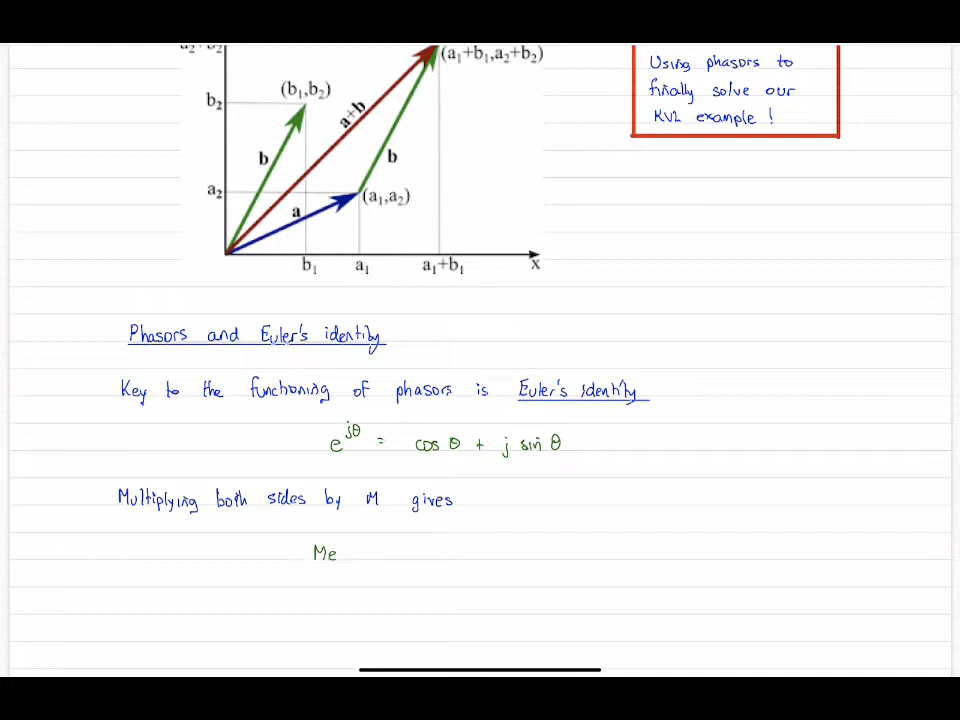 a₂+b₂
(a₁+b₁,a₂+b₂)
b₂
(b₁,b₂)
a+b
b
b
a₂
(a₁,a₂)
a
b₁
a₁
a₁+b₁
x
Using phasors to
finally solve our
KVL example !
Phasors and Euler's identity
Key to the functioning of phasors is Euler's identity
e^jθ = cos θ + j sin θ
Multiplying both sides by M gives
Me